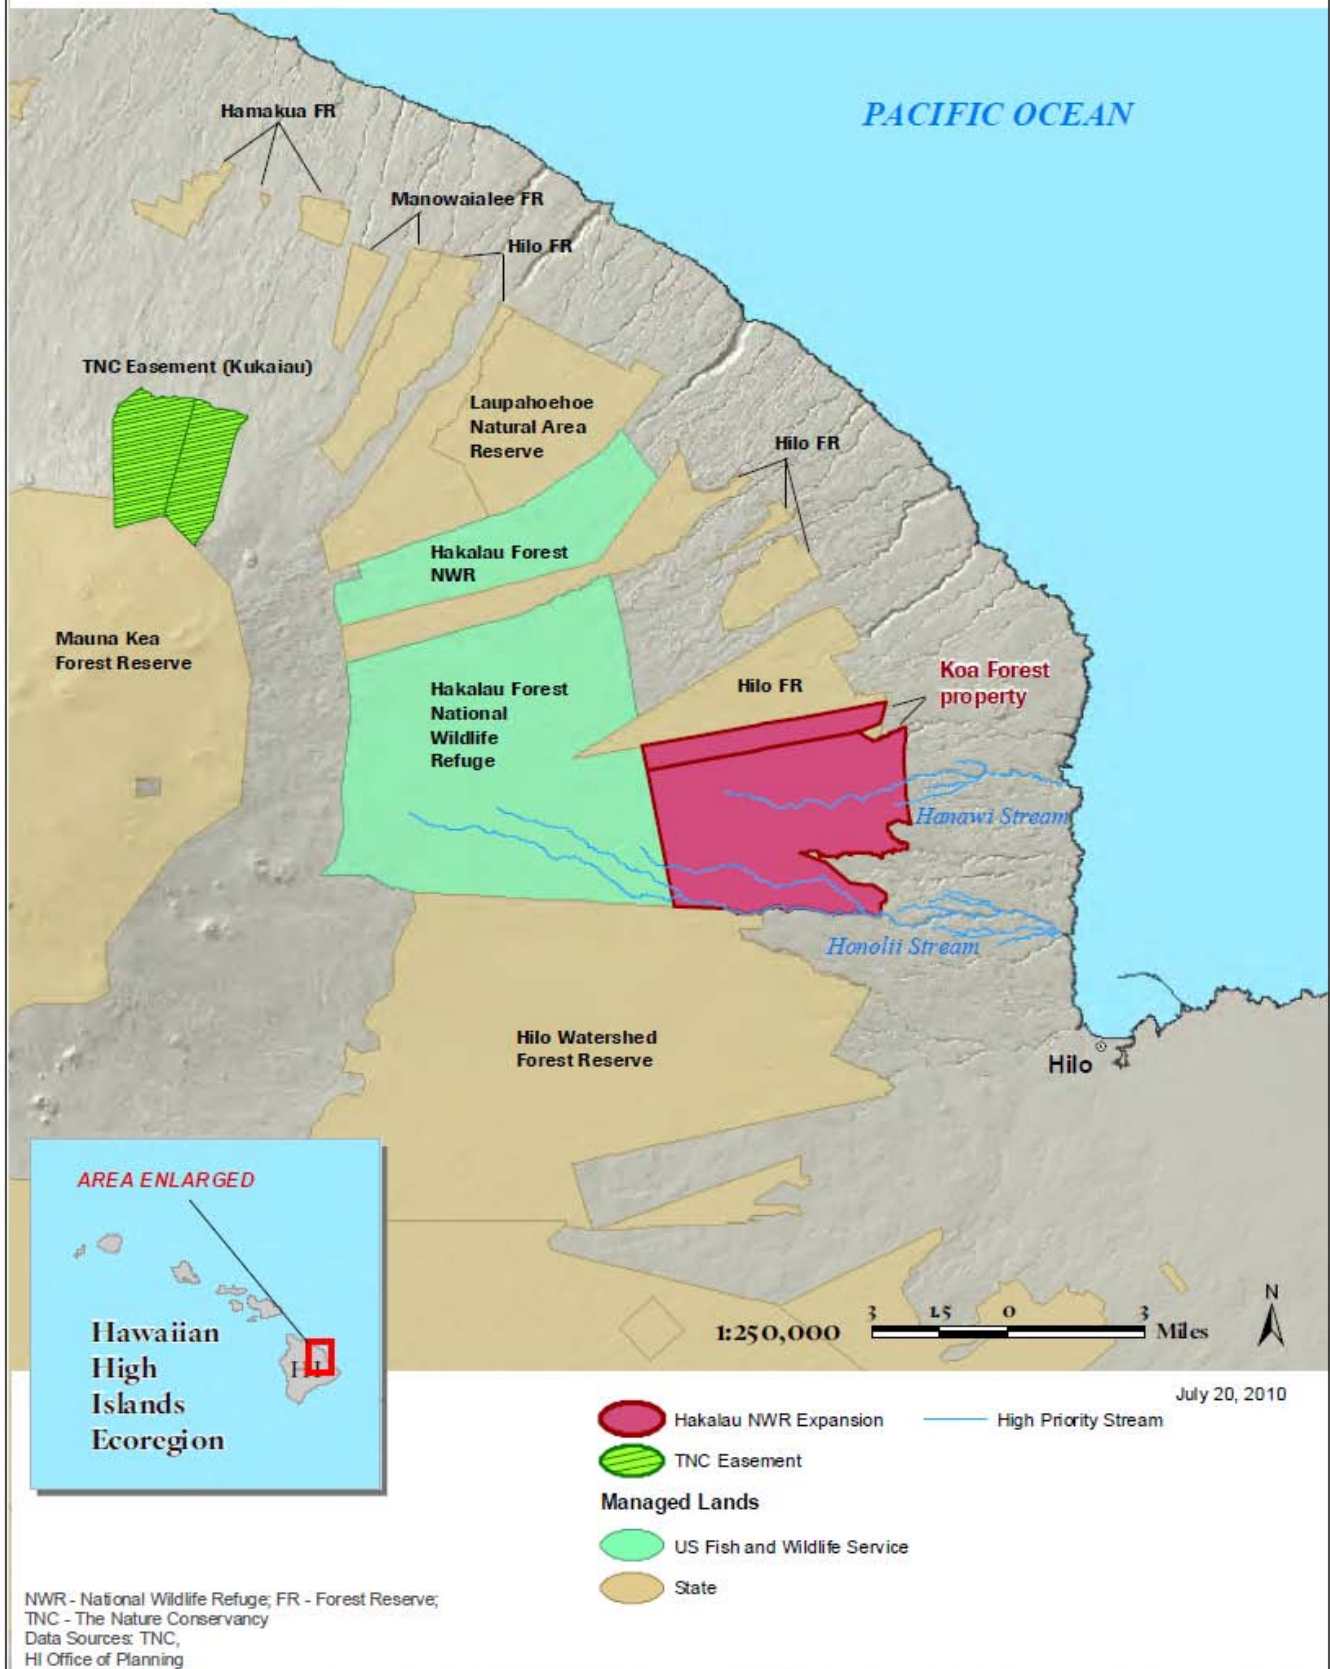 PACIFIC OCEAN
Hamakua FR
Manowaialee FR
Hilo FR
TNC Easement (Kukaiau)
Laupahoehoe
Natural Area
Reserve
Hilo FR
Hakalau Forest
NWR
Mauna Kea
Forest Reserve
Hakalau Forest
National
Wildlife
Refuge
Hilo FR
Koa Forest
property
Hanawi Stream
Honolii Stream
Hilo Watershed
Forest Reserve
Hilo
AREA ENLARGED
HI
Hawaiian
High
Islands
Ecoregion
N
3 1.5 0 3
1:250,000 Miles
July 20, 2010
Hakalau NWR Expansion High Priority Stream
TNC Easement
Managed Lands
US Fish and Wildlife Service
State
NWR - National Wildlife Refuge; FR - Forest Reserve;
TNC - The Nature Conservancy
Data Sources: TNC,
HI Office of Planning